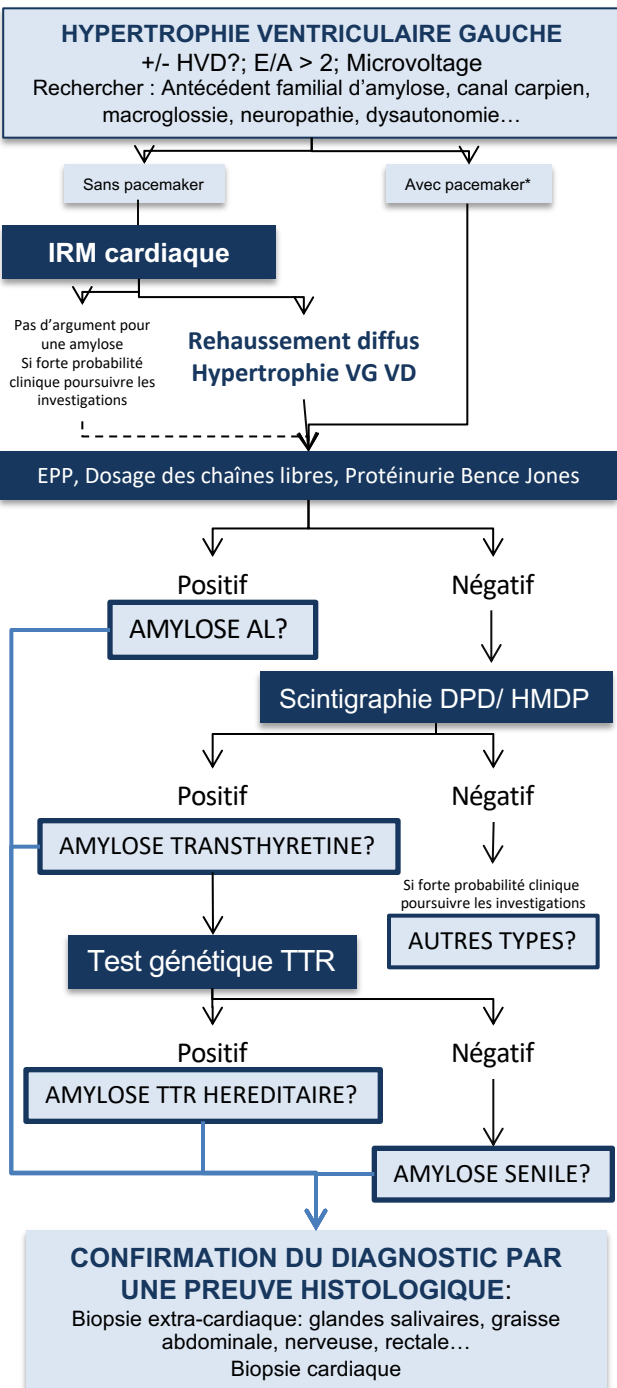 HYPERTROPHIE VENTRICULAIRE GAUCHE
+/- HVD?; E/A > 2; Microvoltage
Rechercher : Antécédent familial d’amylose, canal carpien,
macroglossie, neuropathie, dysautonomie…
Sans pacemaker
Avec pacemaker*
IRM cardiaque
Pas d’argument pour
une amylose
Si forte probabilité
clinique poursuivre les
investigations
Rehaussement diffus
Hypertrophie VG VD
EPP, Dosage des chaînes libres, Protéinurie Bence Jones
Positif
Négatif
AMYLOSE AL?
Scintigraphie DPD/ HMDP
Positif
Négatif
AMYLOSE TRANSTHYRETINE?
Si forte probabilité clinique
poursuivre les investigations
AUTRES TYPES?
Test génétique TTR
Positif
Négatif
AMYLOSE TTR HEREDITAIRE?
AMYLOSE SENILE?
CONFIRMATION DU DIAGNOSTIC PAR
UNE PREUVE HISTOLOGIQUE:
Biopsie extra-cardiaque: glandes salivaires, graisse
abdominale, nerveuse, rectale…
Biopsie cardiaque